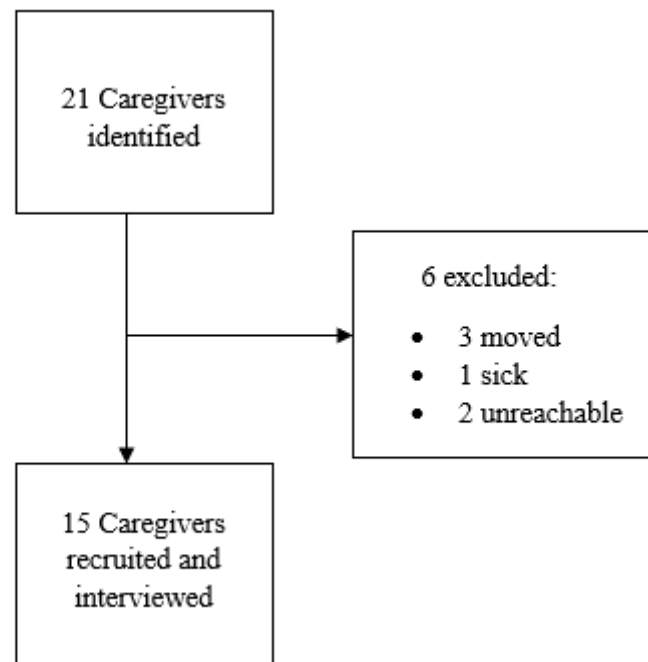 21 Caregivers
identified
6 excluded:
• 3 moved
• 1 sick
• 2 unreachable
15 Caregivers
recruited and
interviewed